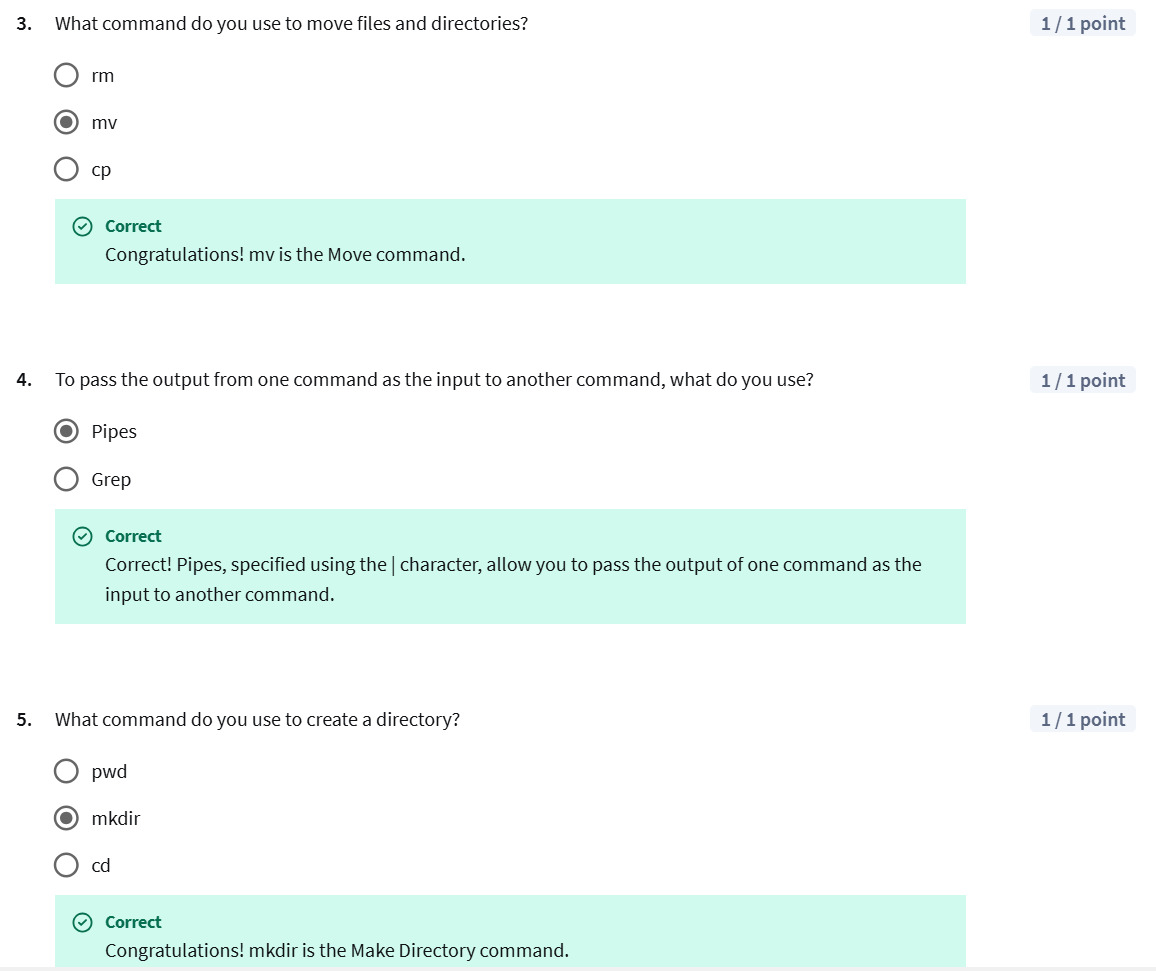 3. What command do you use to move files and directories? 1 / 1 point
rm
mv
cp
Correct
Congratulations! mv is the Move command.
4. To pass the output from one command as the input to another command, what do you use? 1 / 1 point
Pipes
Grep
Correct
Correct! Pipes, specified using the | character, allow you to pass the output of one command as the
input to another command.
5. What command do you use to create a directory? 1 / 1 point
pwd
mkdir
cd
Correct
Congratulations! mkdir is the Make Directory command.